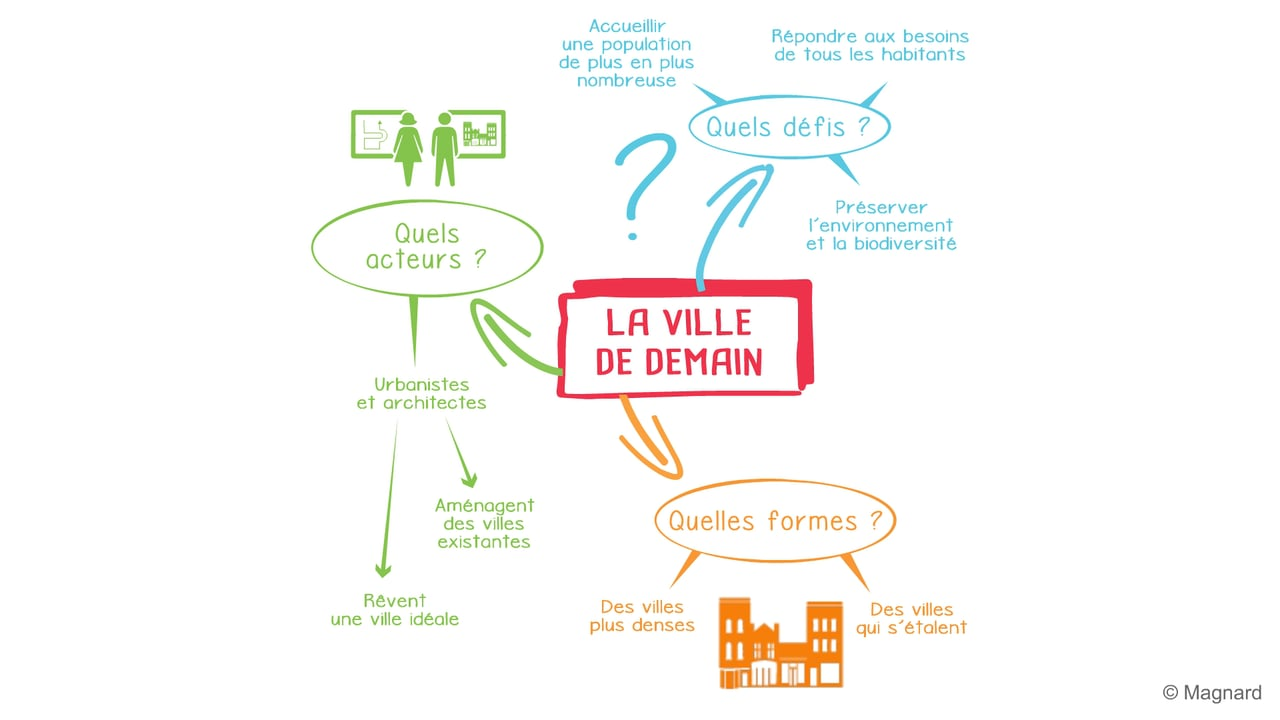 Accueillir
une population
de plus en plus
nombreuse
Répondre aux besoins
de tous les habitants
Quels défis ?
?
Préserver
l'environnement
et la biodiversité
Quels
acteurs ?
LA VILLE
DE DEMAIN
Urbanistes
et architectes
Aménagent
des villes
existantes
Rêvent
une ville idéale
Quelles formes ?
Des villes
plus denses
Des villes
qui s'étalent
© Magnard